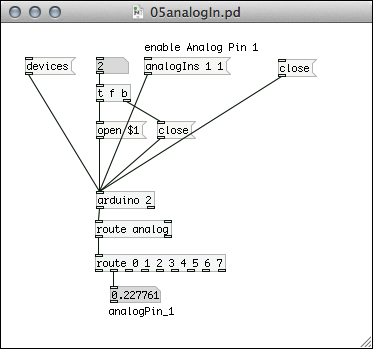 05analogIn.pd
enable Analog Pin 1
devices
2
analogIns 1 1
close
t f b
open $1
close
arduino 2
route analog
route 0 1 2 3 4 5 6 7
0.227761
analogPin_1